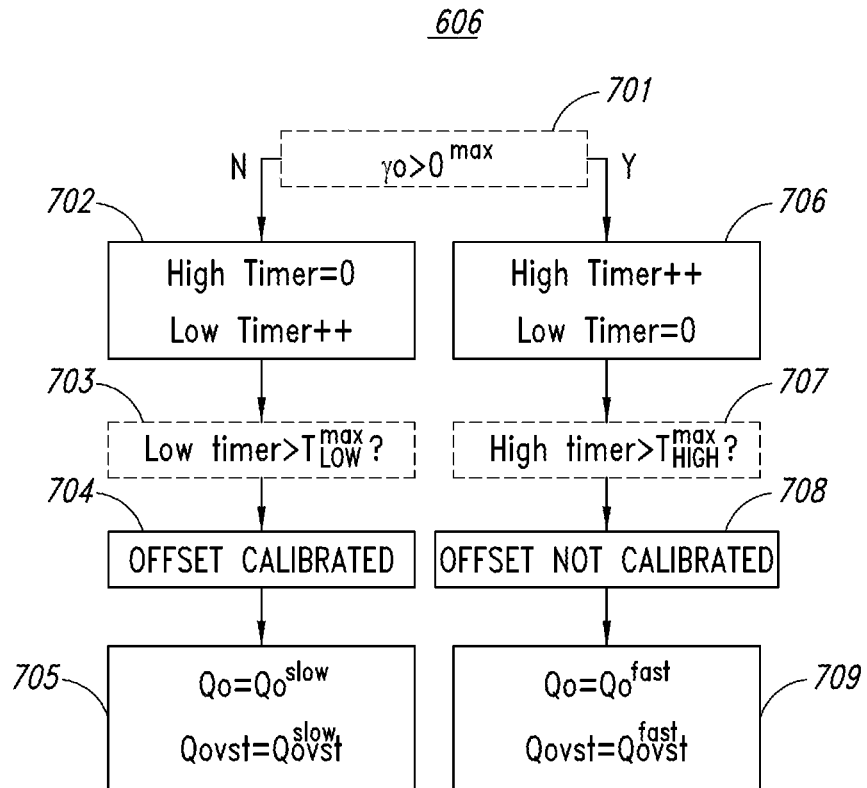 606
701
γo>0^max
N
Y
702
706
High Timer=0
Low Timer++
High Timer++
Low Timer=0
703
707
Low timer>T^max_LOW?
High timer>T^max_HIGH?
704
708
OFFSET CALIBRATED
OFFSET NOT CALIBRATED
705
709
Qo=Qo^slow
Qovst=Q^slow_ovst
Qo=Qo^fast
Qovst=Q^fast_ovst